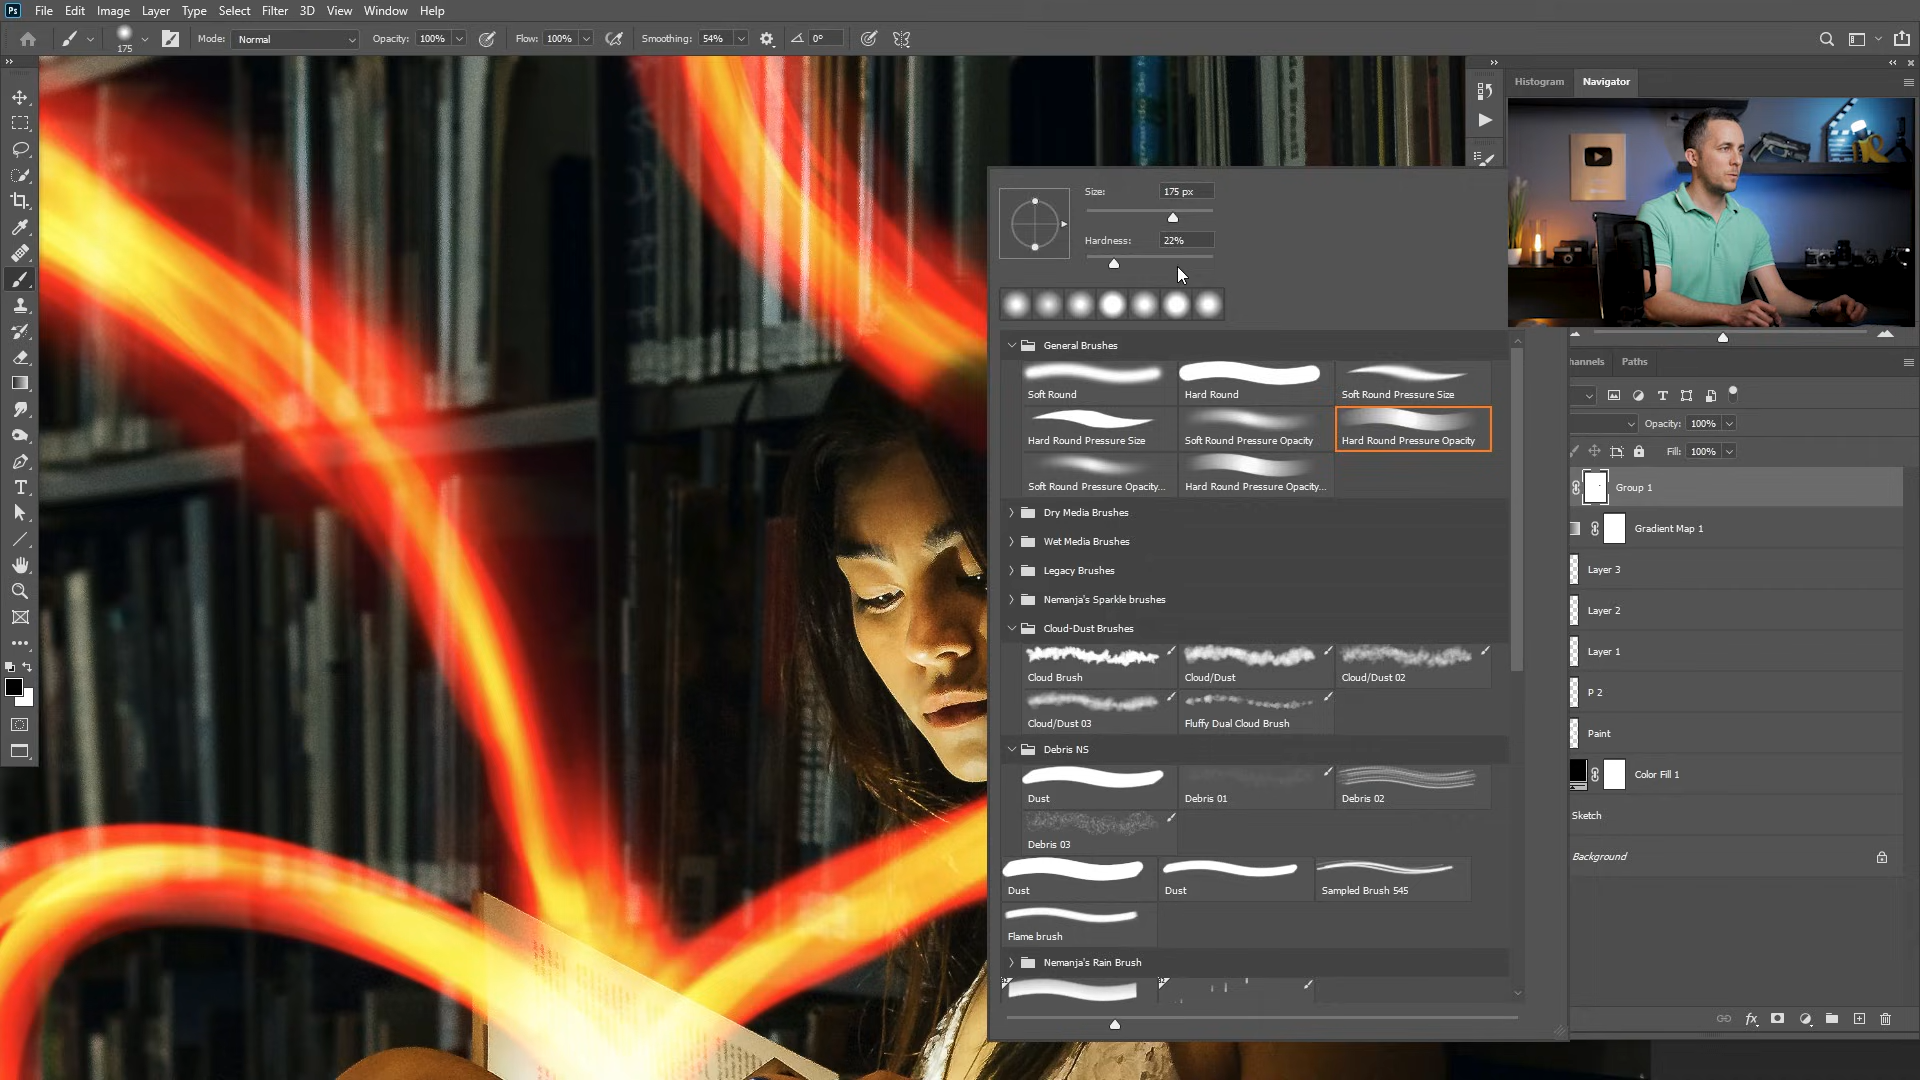 Ps File Edit Image Layer Type Select Filter 3D View Window Help
175 Mode: Normal Opacity: 100% Flow: 100% Smoothing: 54% 0°
Histogram Navigator
Size: 175 px
Hardness: 22%
General Brushes
Soft Round Hard Round Soft Round Pressure Size
Hard Round Pressure Size Soft Round Pressure Opacity Hard Round Pressure Opacity
Soft Round Pressure Opacity... Hard Round Pressure Opacity...
Dry Media Brushes
Wet Media Brushes
Legacy Brushes
Nemanja's Sparkle brushes
Cloud-Dust Brushes
Cloud Brush Cloud/Dust Cloud/Dust 02
Cloud/Dust 03 Fluffy Dual Cloud Brush
Debris NS
Dust Debris 01 Debris 02
Debris 03
Dust Dust Sampled Brush 545
Flame brush
Nemanja's Rain Brush
hannels Paths
Opacity: 100%
Fill: 100%
Group 1
Gradient Map 1
Layer 3
Layer 2
Layer 1
P 2
Paint
Color Fill 1
Sketch
Background